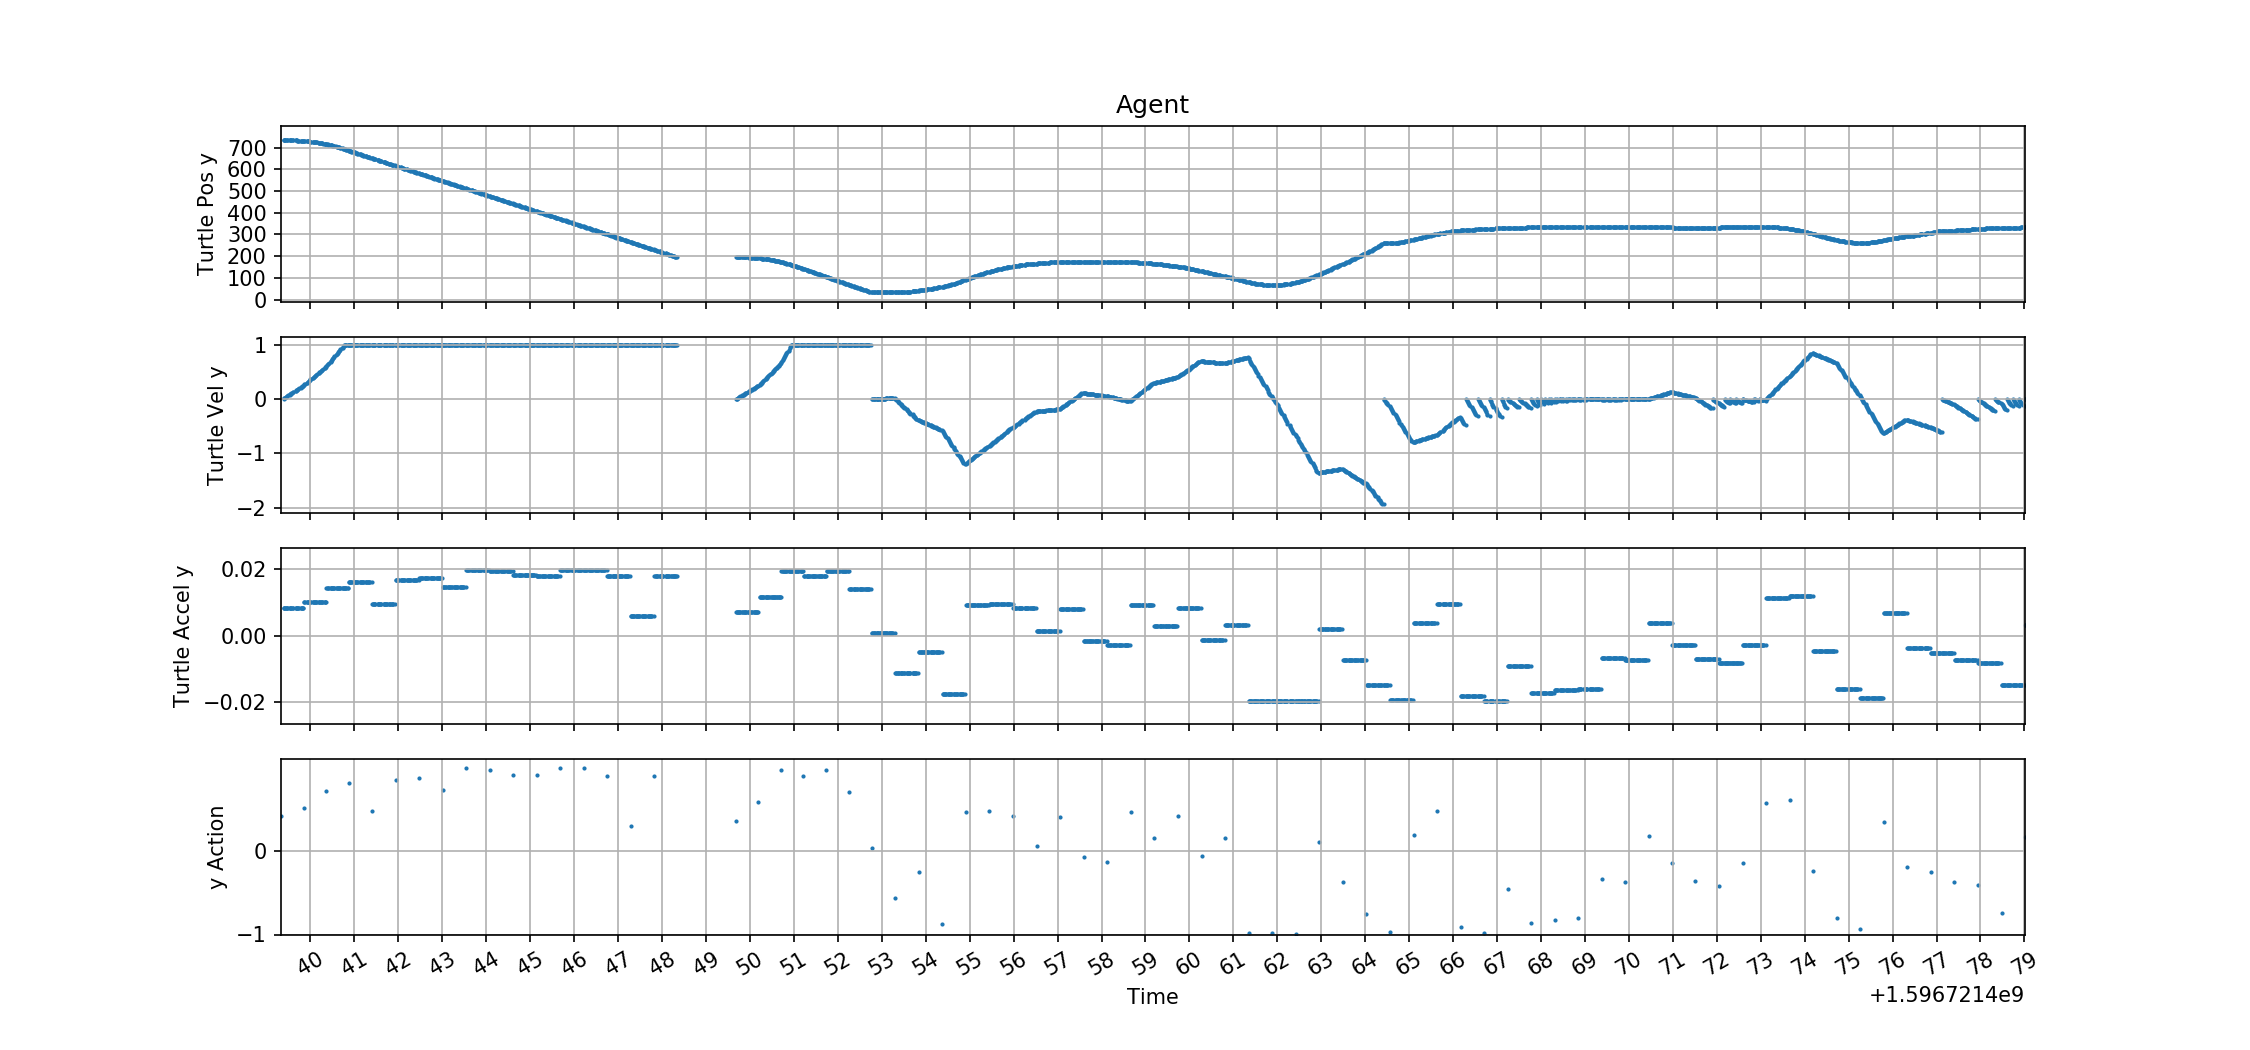 Agent
Turtle Pos y
700
600
500
400
300
200
100
0
Turtle Vel y
1
0
−1
−2
Turtle Accel y
0.02
0.00
−0.02
y Action
0
−1
40 41 42 43 44 45 46 47 48 49 50 51 52 53 54 55 56 57 58 59 60 61 62 63 64 65 66 67 68 69 70 71 72 73 74 75 76 77 78 79
Time
+1.5967214e9